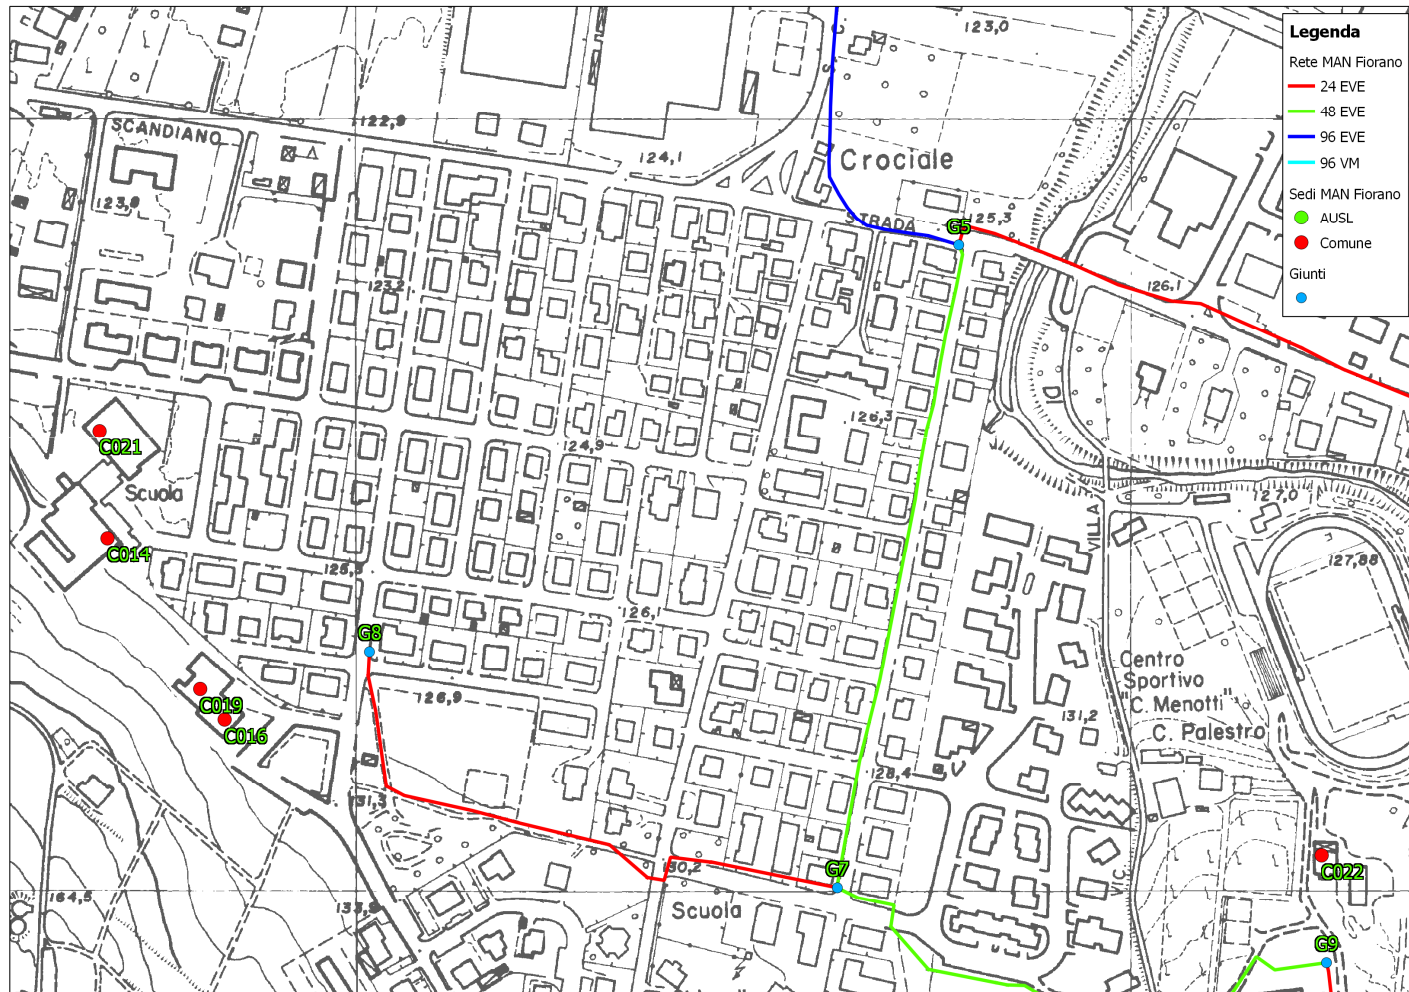 123,0
Legenda
Rete MAN Fiorano
24 EVE
48 EVE
96 EVE
96 VM
Sedi MAN Fiorano
AUSL
Comune
Giunti
SCANDIANO
122,9
124,1
Crociale
123,9
STRADA
G5
125,3
126,1
123,2
126,3
C021
124,9
Scuola
127,0
VILLA
C014
127,88
126,1
G8
Centro
Sportivo
"C. Menotti"
C. Palestro
C019
C016
126,9
131,2
128,4
131,3
130,2
G7
C022
VIC.
164,5
133,9
Scuola
G9